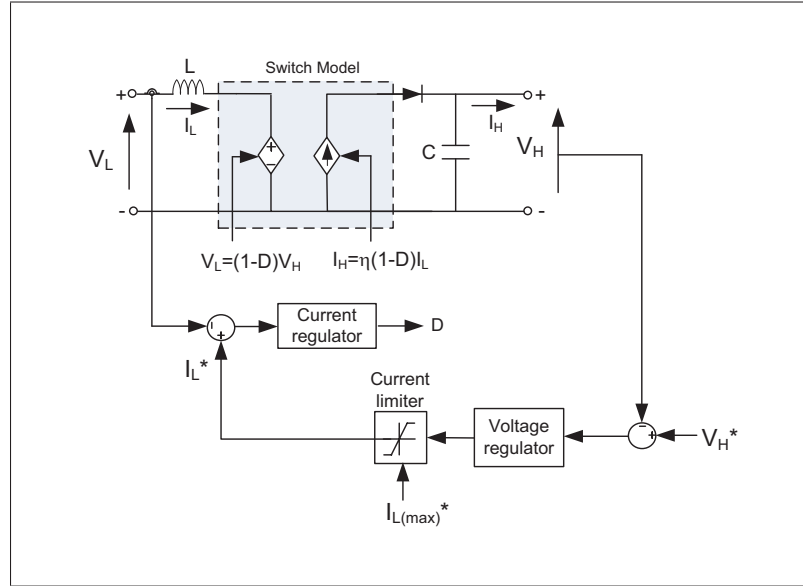 L
Switch Model
+
I_L
+
−
+
I_H
C
V_L
V_H
-
-
V_L=(1-D)V_H
I_H=η(1-D)I_L
Current
regulator
D
I_L*
Current
limiter
Voltage
regulator
V_H*
I_L(max)*